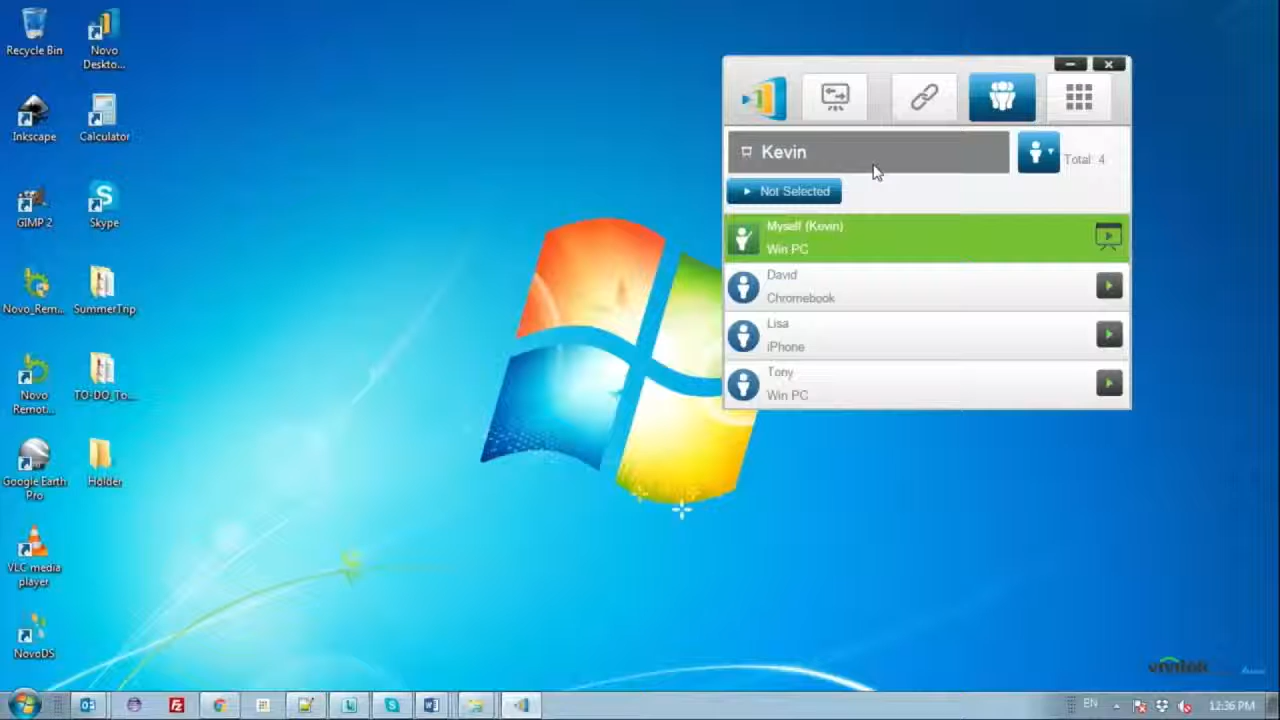 Recycle Bin
Novo
Deskto...
Inkscape
Calculator
GIMP 2
Skype
Novo_Rem...
SummerTrip
Novo
Remot...
TO-DO_To...
Google Earth
Pro
Holder
VLC media
player
NovoDS
Kevin
Total: 4
Not Selected
Myself (Kevin)
Win PC
David
Chromebook
Lisa
iPhone
Tony
Win PC
vivitek
EN
12:36 PM